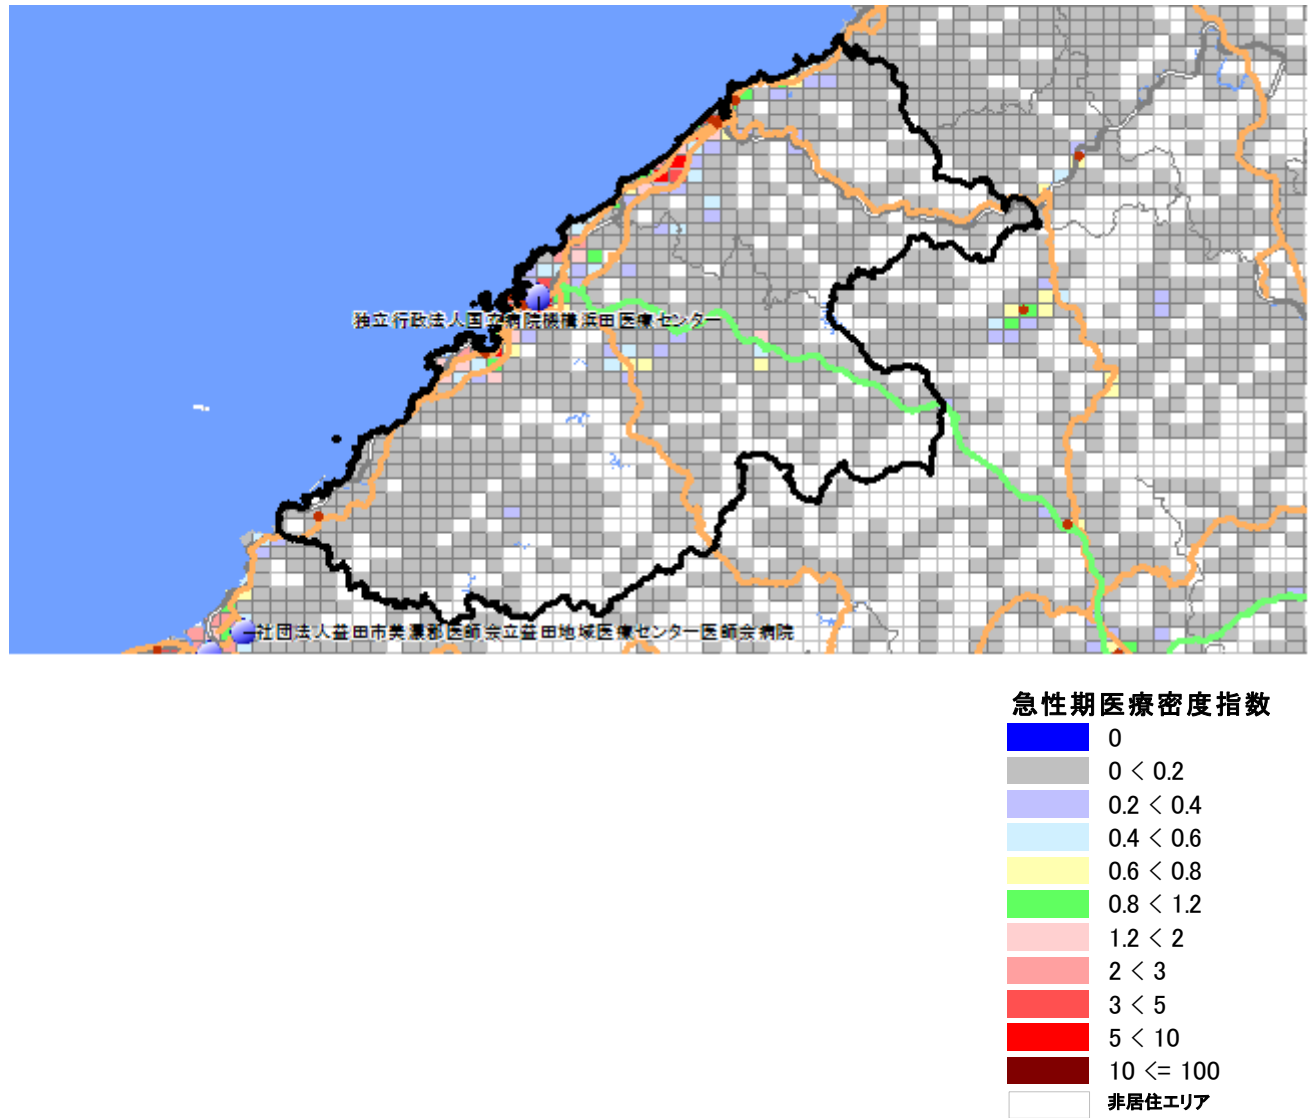 独立行政法人国立病院機構浜田医療センター
社団法人益田市美濃郡医師会立益田地域医療センター医師会病院
急性期医療密度指数
0
0 < 0.2
0.2 < 0.4
0.4 < 0.6
0.6 < 0.8
0.8 < 1.2
1.2 < 2
2 < 3
3 < 5
5 < 10
10 <= 100
非居住エリア